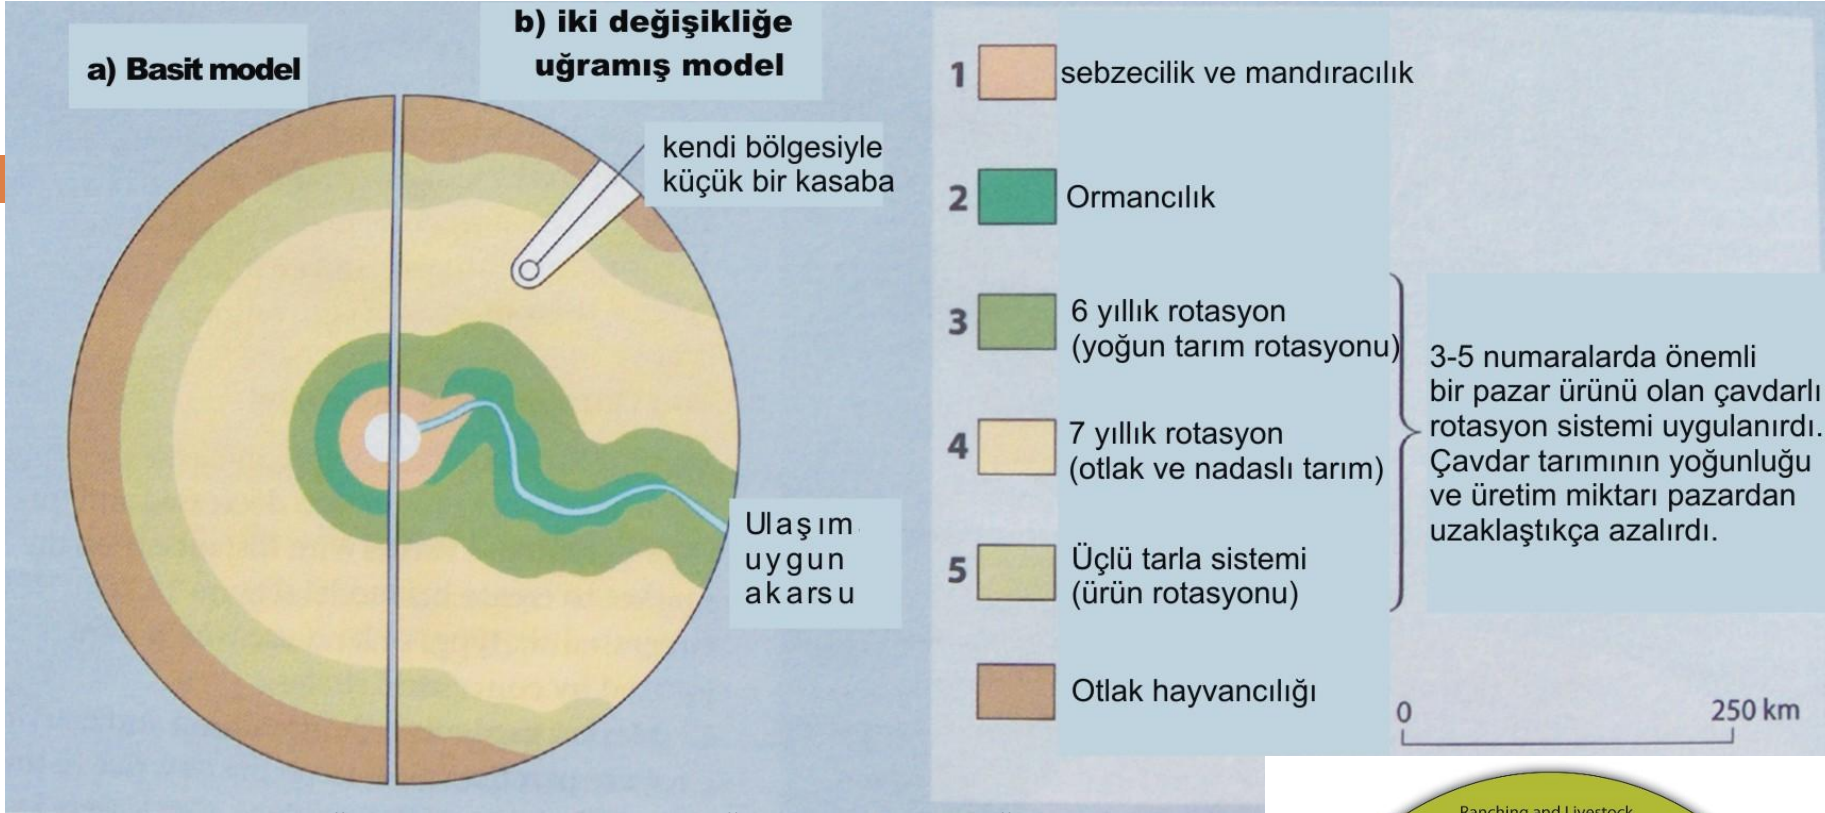 a) Basit model
b) iki değişikliğe
uğramış model
kendi bölgesiyle
küçük bir kasaba
Ulaşım
uygun
akarsu
1 sebzecilik ve mandıracılık
2 Ormancılık
3 6 yıllık rotasyon
(yoğun tarım rotasyonu)
4 7 yıllık rotasyon
(otlak ve nadaslı tarım)
5 Üçlü tarla sistemi
(ürün rotasyonu)
Otlak hayvancılığı
3-5 numaralarda önemli
bir pazar ürünü olan çavdarlı
rotasyon sistemi uygulanırdı.
Çavdar tarımının yoğunluğu
ve üretim miktarı pazardan
uzaklaştıkça azalırdı.
0 250 km
Ranching and Livestock